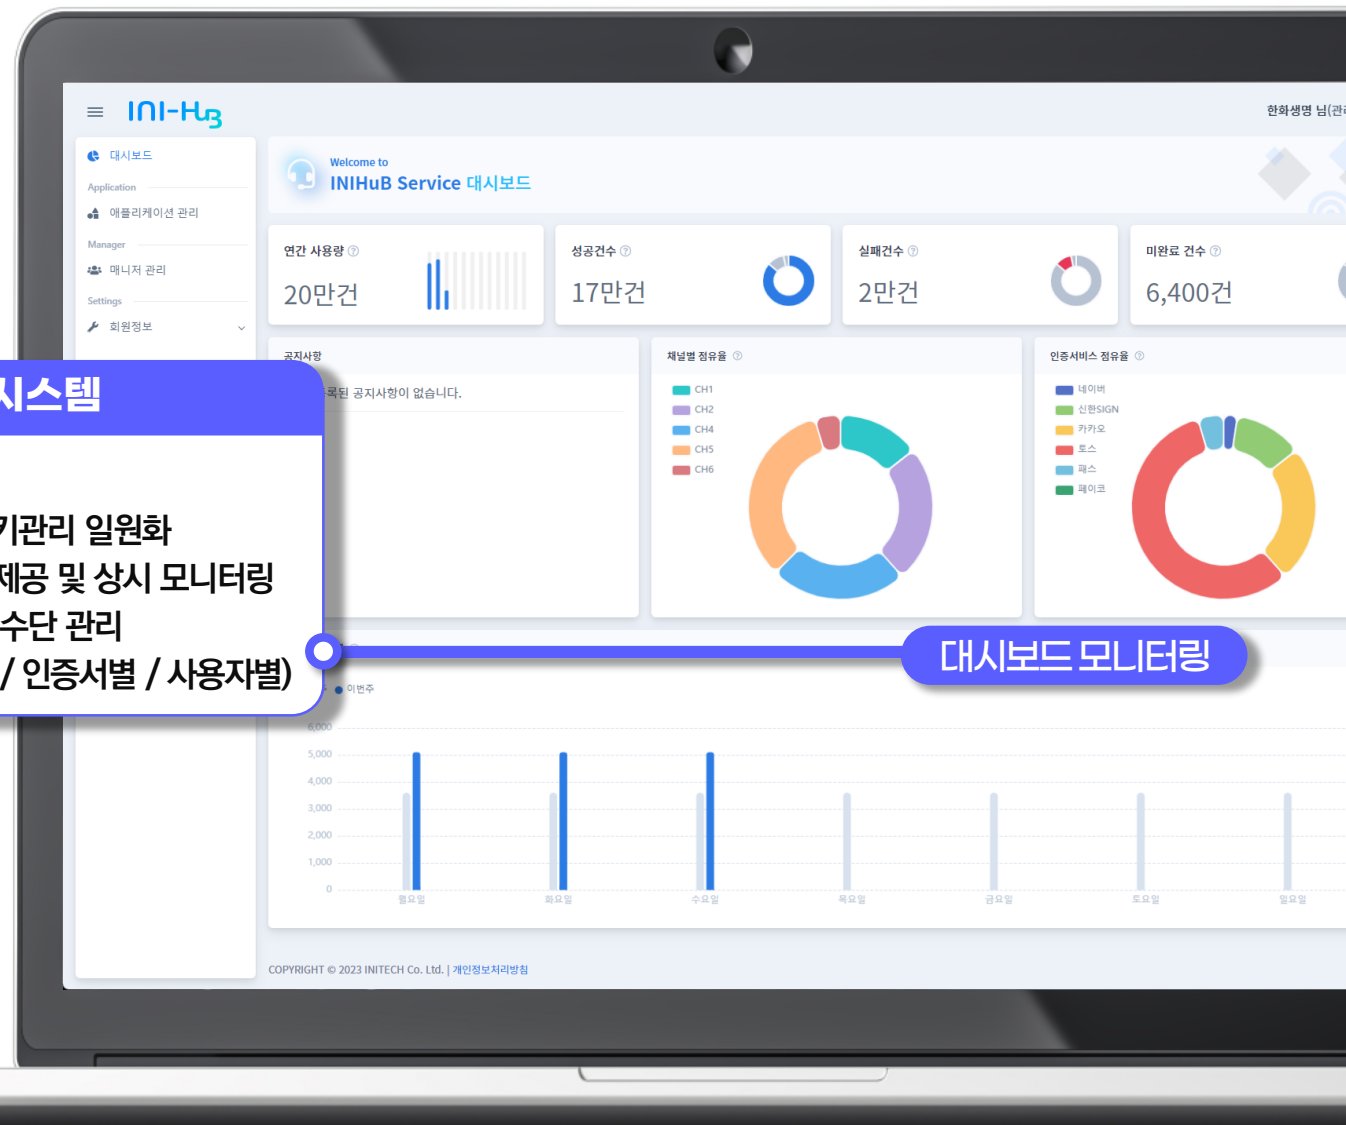 INI-HuB
한화생명 님(관리
대시보드
Application
애플리케이션 관리
Manager
매니저 관리
Settings
회원정보
Welcome to
INIHuB Service 대시보드
연간 사용량
20만건
성공건수
17만건
실패건수
2만건
미완료 건수
6,400건
공지사항
록된 공지사항이 없습니다.
채널별 점유율
CH1
CH2
CH4
CH5
CH6
인증서비스 점유율
네이버
신한SIGN
카카오
토스
패스
페이코
시스템
기관리 일원화
제공 및 상시 모니터링
수단 관리
/ 인증서별 / 사용자별)
대시보드 모니터링
이번주
6,000
5,000
4,000
3,000
2,000
1,000
0
월요일
화요일
수요일
목요일
금요일
토요일
일요일
COPYRIGHT © 2023 INITECH Co. Ltd. | 개인정보처리방침